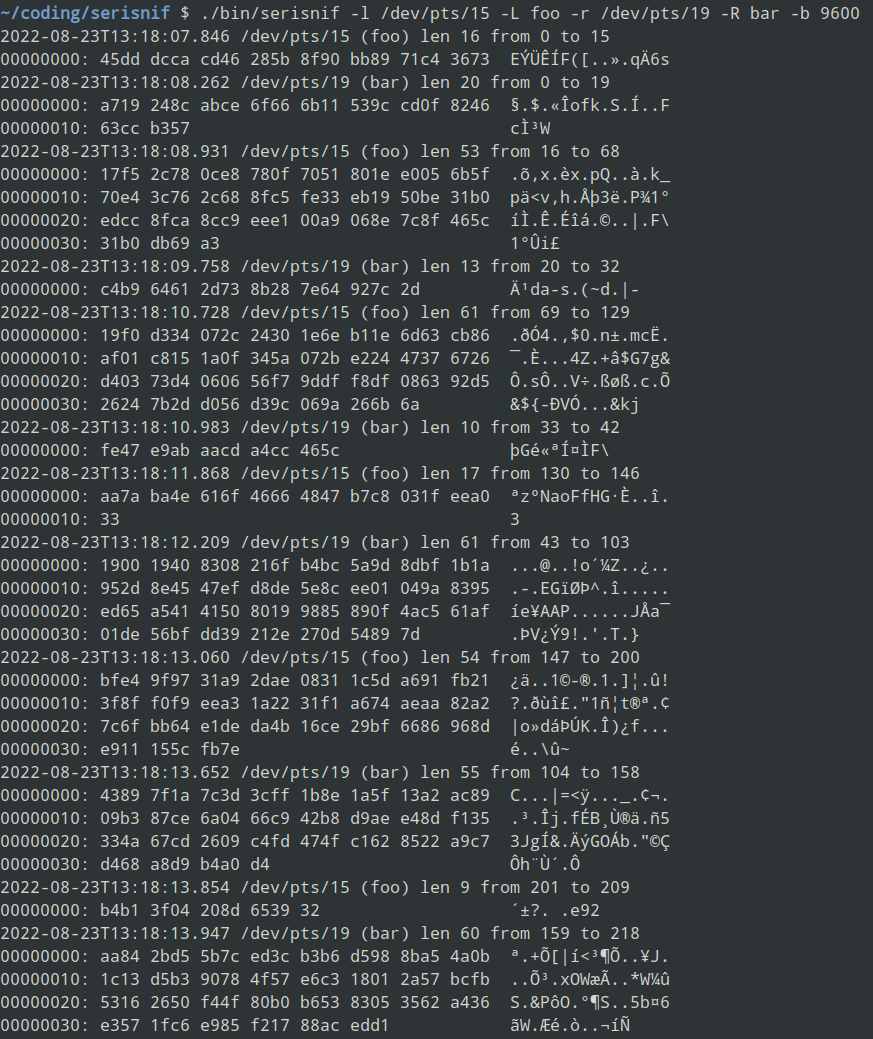 ~/coding/serisnif $ ./bin/serisnif -l /dev/pts/15 -L foo -r /dev/pts/19 -R bar -b 9600
2022-08-23T13:18:07.846 /dev/pts/15 (foo) len 16 from 0 to 15
00000000: 45dd dcca cd46 285b 8f90 bb89 71c4 3673  EÝÜÊÍF([..».qÄ6s
2022-08-23T13:18:08.262 /dev/pts/19 (bar) len 20 from 0 to 19
00000000: a719 248c abce 6f66 6b11 539c cd0f 8246  §.$.«Îofk.S.Í..F
00000010: 63cc b357                                cÌ³W
2022-08-23T13:18:08.931 /dev/pts/15 (foo) len 53 from 16 to 68
00000000: 17f5 2c78 0ce8 780f 7051 801e e005 6b5f  .õ,x.èx.pQ..à.k_
00000010: 70e4 3c76 2c68 8fc5 fe33 eb19 50be 31b0  pä<v,h.Åþ3ë.P¾1°
00000020: edcc 8fca 8cc9 eee1 00a9 068e 7c8f 465c  íÌ.Ê.Éîá.©..|.F\
00000030: 31b0 db69 a3                             1°Ûi£
2022-08-23T13:18:09.758 /dev/pts/19 (bar) len 13 from 20 to 32
00000000: c4b9 6461 2d73 8b28 7e64 927c 2d         Ä¹da-s.(~d.|-
2022-08-23T13:18:10.728 /dev/pts/15 (foo) len 61 from 69 to 129
00000000: 19f0 d334 072c 2430 1e6e b11e 6d63 cb86  .ðÓ4.,$0.n±.mcË.
00000010: af01 c815 1a0f 345a 072b e224 4737 6726  ¯.È...4Z.+â$G7g&
00000020: d403 73d4 0606 56f7 9ddf f8df 0863 92d5  Ô.sÔ..V÷.ßøß.c.Õ
00000030: 2624 7b2d d056 d39c 069a 266b 6a         &${-ÐVÓ...&kj
2022-08-23T13:18:10.983 /dev/pts/19 (bar) len 10 from 33 to 42
00000000: fe47 e9ab aacd a4cc 465c                 þGé«ªÍ¤ÌF\
2022-08-23T13:18:11.868 /dev/pts/15 (foo) len 17 from 130 to 146
00000000: aa7a ba4e 616f 4666 4847 b7c8 031f eea0  ªzºNaoFfHG·È..î.
00000010: 33                                       3
2022-08-23T13:18:12.209 /dev/pts/19 (bar) len 61 from 43 to 103
00000000: 1900 1940 8308 216f b4bc 5a9d 8dbf 1b1a  ...@..!o´¼Z..¿..
00000010: 952d 8e45 47ef d8de 5e8c ee01 049a 8395  .-.EGïØÞ^.î.....
00000020: ed65 a541 4150 8019 9885 890f 4ac5 61af  íe¥AAP......JÅa¯
00000030: 01de 56bf dd39 212e 270d 5489 7d         .ÞV¿Ý9!.'.T.}
2022-08-23T13:18:13.060 /dev/pts/15 (foo) len 54 from 147 to 200
00000000: bfe4 9f97 31a9 2dae 0831 1c5d a691 fb21  ¿ä..1©-®.1.]¦.û!
00000010: 3f8f f0f9 eea3 1a22 31f1 a674 aeaa 82a2  ?.ðùî£."1ñ¦t®ª.¢
00000020: 7c6f bb64 e1de da4b 16ce 29bf 6686 968d  |o»dáÞÚK.Î)¿f...
00000030: e911 155c fb7e                           é..\û~
2022-08-23T13:18:13.652 /dev/pts/19 (bar) len 55 from 104 to 158
00000000: 4389 7f1a 7c3d 3cff 1b8e 1a5f 13a2 ac89  C...|=<ÿ..._.¢¬.
00000010: 09b3 87ce 6a04 66c9 42b8 d9ae e48d f135  .³.Îj.fÉB¸Ù®ä.ñ5
00000020: 334a 67cd 2609 c4fd 474f c162 8522 a9c7  3JgÍ&.ÄýGOÁb."©Ç
00000030: d468 a8d9 b4a0 d4                        Ôh¨Ù´.Ô
2022-08-23T13:18:13.854 /dev/pts/15 (foo) len 9 from 201 to 209
00000000: b4b1 3f04 208d 6539 32                   ´±?. .e92
2022-08-23T13:18:13.947 /dev/pts/19 (bar) len 60 from 159 to 218
00000000: aa84 2bd5 5b7c ed3c b3b6 d598 8ba5 4a0b  ª.+Õ[|í<³¶Õ..¥J.
00000010: 1c13 d5b3 9078 4f57 e6c3 1801 2a57 bcfb  ..Õ³.xOWæÃ..*W¼û
00000020: 5316 2650 f44f 80b0 b653 8305 3562 a436  S.&PôO.°¶S..5b¤6
00000030: e357 1fc6 e985 f217 88ac edd1            ãW.Æé.ò..¬íÑ